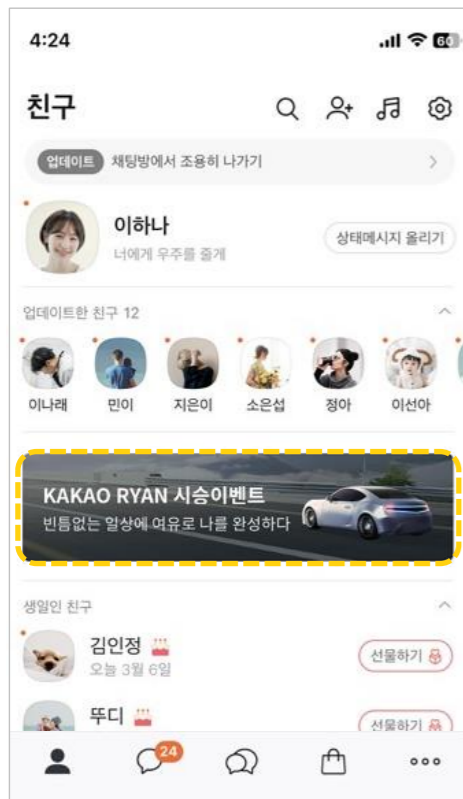 4:24
60
친구
업데이트 채팅방에서 조용히 나가기
이하나
너에게 우주를 줄게
상태메시지 올리기
업데이트한 친구 12
이나래 민이 지은이 소은섭 정아 이선아
KAKAO RYAN 시승이벤트
빈틈없는 일상에 여유로 나를 완성하다
생일인 친구
김인정
오늘 3월 6일
선물하기
뚜디
선물하기
24